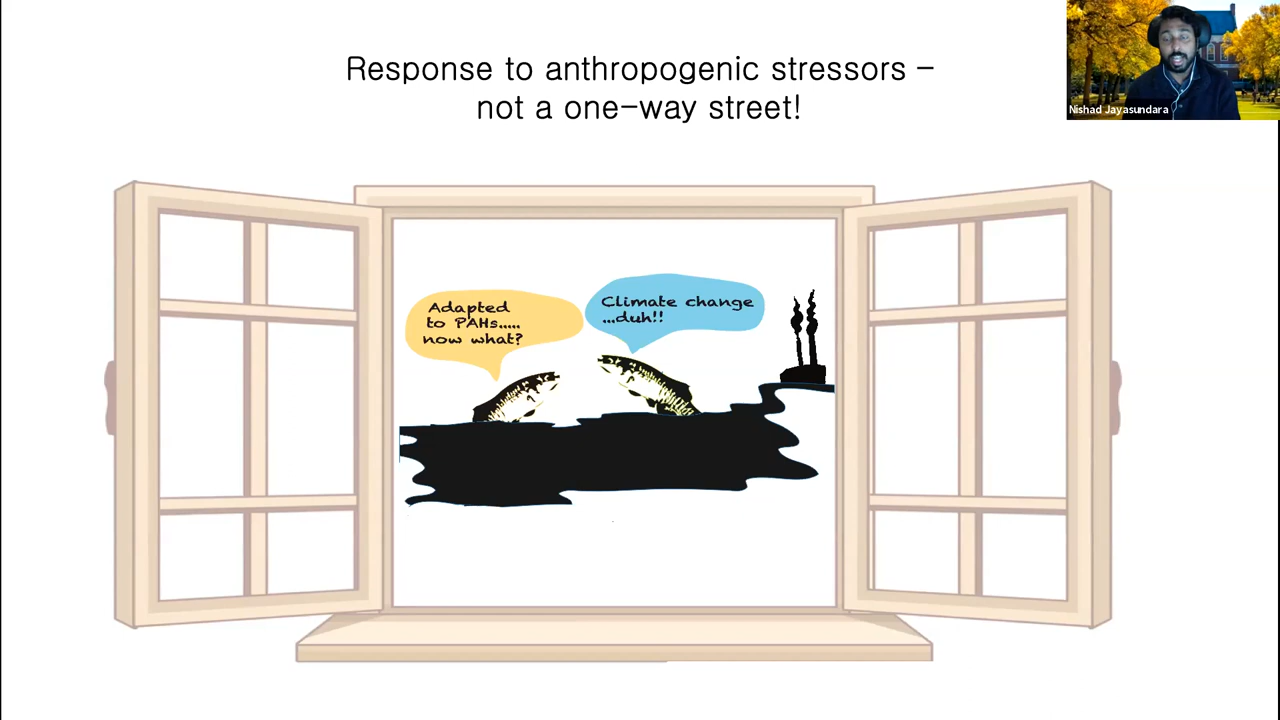 Response to anthropogenic stressors –
not a one-way street!
Nishad Jayasundara
Adapted
to PAHs.....
now what?
Climate change
...duh!!